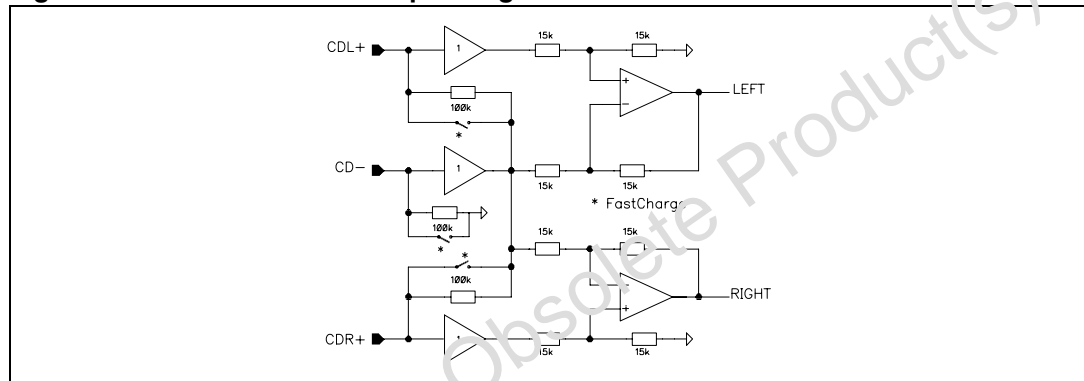 CDL+
1
15k
15k
+
−
LEFT
100k
*
CD−
1
15k
15k
* FastCharge
100k
*
15k
15k
*
100k
+
RIGHT
CDR+
1
15k
15k
Obsolete Product(s)